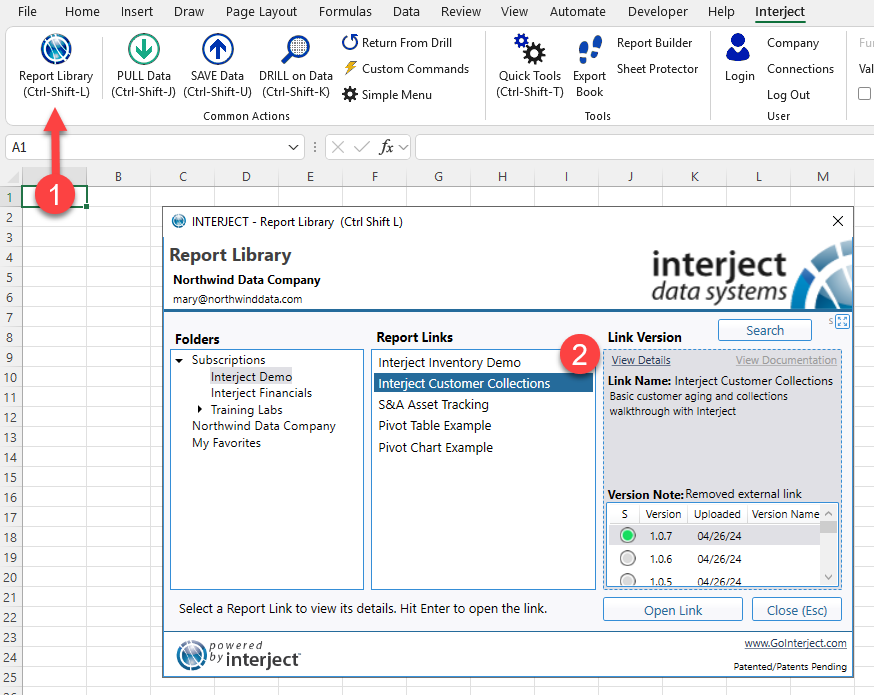 File Home Insert Draw Page Layout Formulas Data Review View Automate Developer Help Interject
Report Library
(Ctrl-Shift-L)
PULL Data
(Ctrl-Shift-J)
SAVE Data
(Ctrl-Shift-U)
DRILL on Data
(Ctrl-Shift-K)
Return From Drill
Custom Commands
Simple Menu
Common Actions
Quick Tools
(Ctrl-Shift-T)
Export
Book
Report Builder
Sheet Protector
Tools
Login
Company
Connections
Log Out
User
A1
fx
1
A B C D E F G H I J K L M
1
2
3
4
5
6
7
8
9
10
11
12
13
14
15
16
17
18
19
20
21
22
23
24
25
INTERJECT - Report Library (Ctrl Shift L)
Report Library
Northwind Data Company
mary@northwinddata.com
interject
data systems
Folders
Subscriptions
Interject Demo
Interject Financials
Training Labs
Northwind Data Company
My Favorites
Report Links
2
Interject Inventory Demo
Interject Customer Collections
S&A Asset Tracking
Pivot Table Example
Pivot Chart Example
Link Version
Search
S
View Details View Documentation
Link Name: Interject Customer Collections
Basic customer aging and collections
walkthrough with Interject
Version Note: Removed external link
S Version Uploaded Version Name
1.0.7 04/26/24
1.0.6 04/26/24
1.0.5 04/26/24
Select a Report Link to view its details. Hit Enter to open the link.
Open Link Close (Esc)
powered
by interject
www.GoInterject.com
Patented/Patents Pending